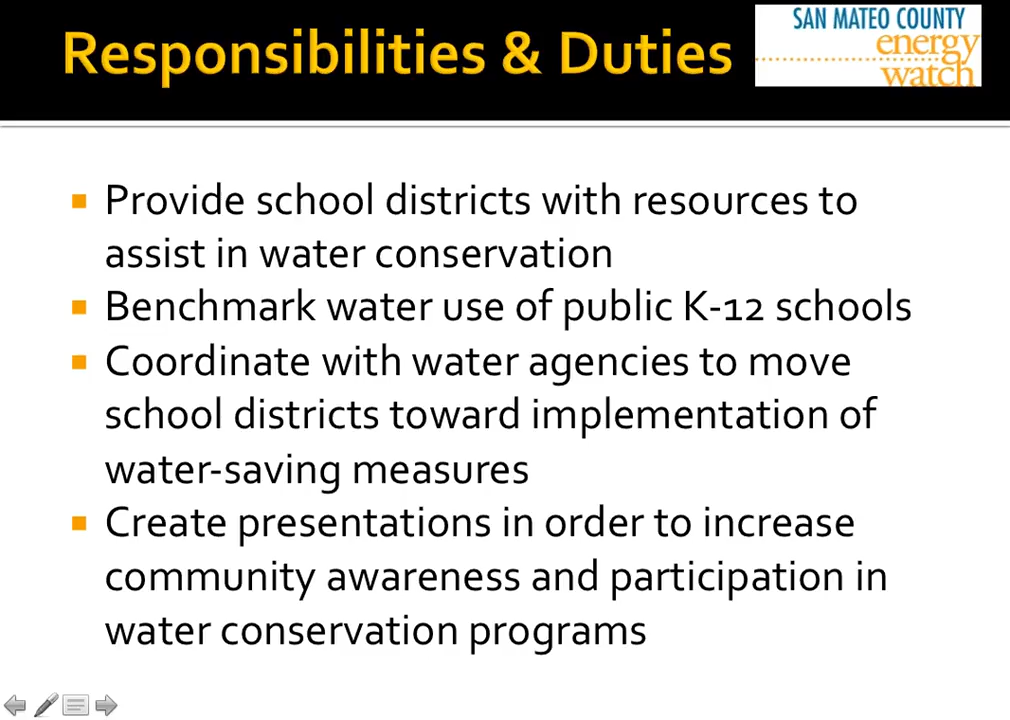 Responsibilities & Duties
SAN MATEO COUNTY
energy
watch
Provide school districts with resources to
assist in water conservation
Benchmark water use of public K-12 schools
Coordinate with water agencies to move
school districts toward implementation of
water-saving measures
Create presentations in order to increase
community awareness and participation in
water conservation programs